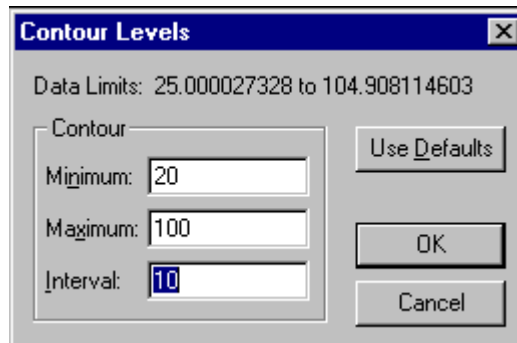 Contour Levels
Data Limits: 25.000027328 to 104.908114603
Contour
Minimum: 20
Maximum: 100
Interval: 10
Use Defaults
OK
Cancel